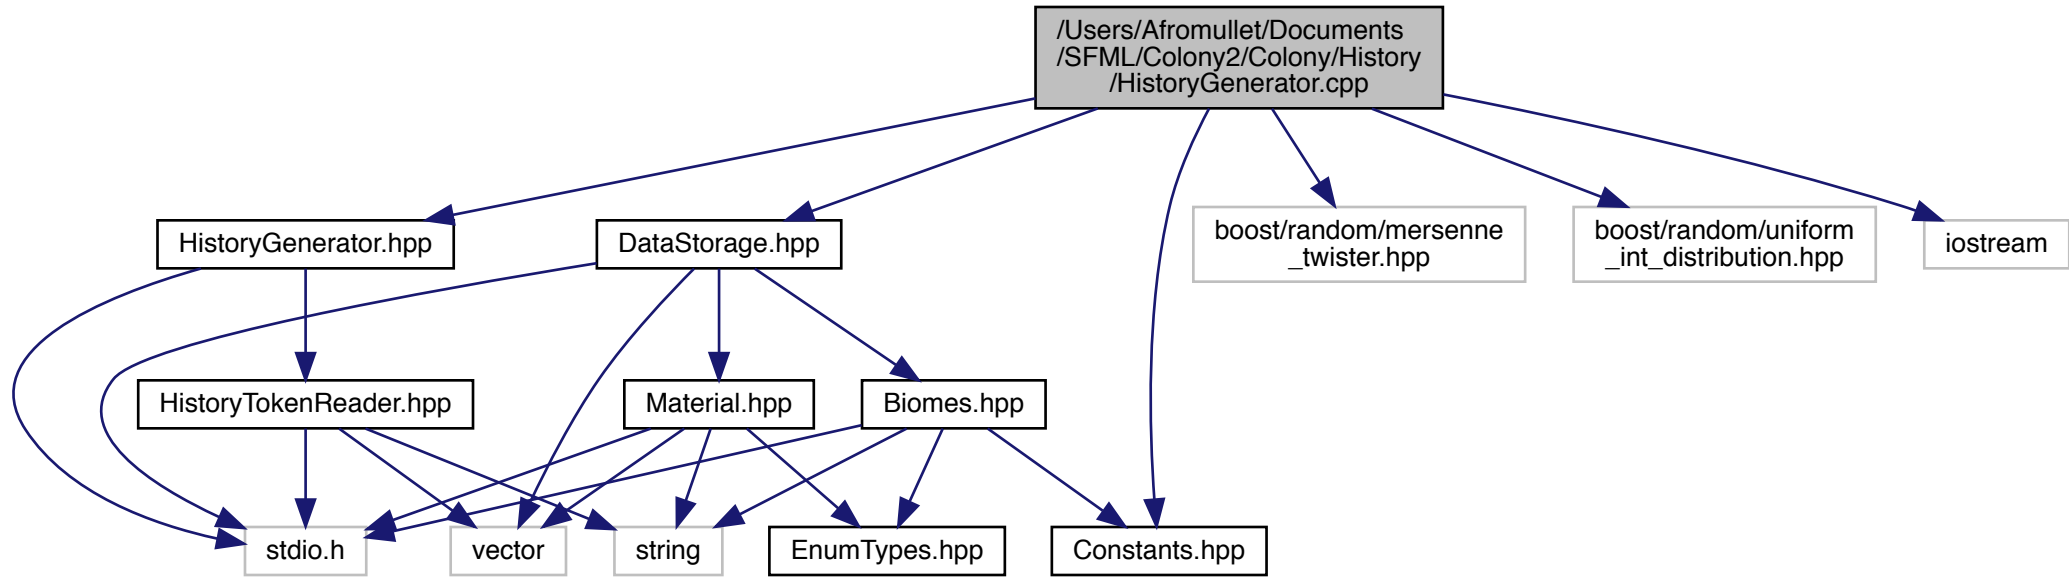 /Users/Afromullet/Documents
/SFML/Colony2/Colony/History
/HistoryGenerator.cpp
HistoryGenerator.hpp
DataStorage.hpp
boost/random/mersenne
_twister.hpp
boost/random/uniform
_int_distribution.hpp
iostream
HistoryTokenReader.hpp
Material.hpp
Biomes.hpp
stdio.h
vector
string
EnumTypes.hpp
Constants.hpp